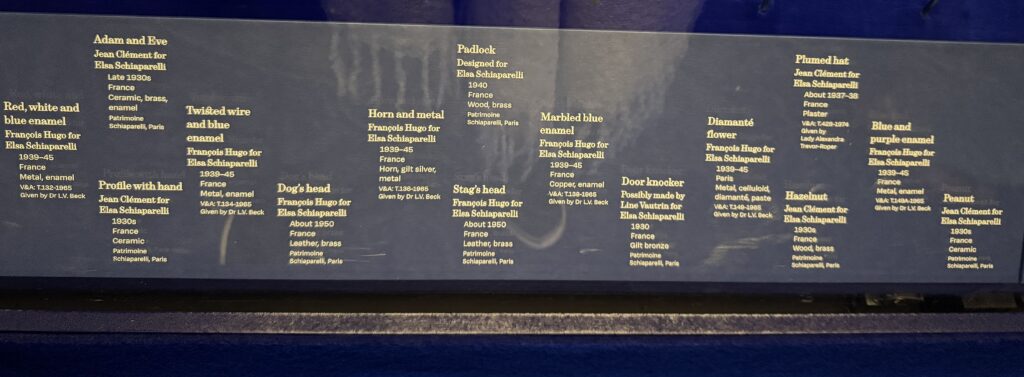 Adam and Eve
Jean Clément for
Elsa Schiaparelli
Late 1930s
France
Ceramic, brass,
enamel
Patrimoine
Schiaparelli, Paris
Red, white and
blue enamel
François Hugo for
Elsa Schiaparelli
1939–45
France
Metal, enamel
V&A: T.132-1965
Given by Dr L.V. Beck
Profile with hand
Jean Clément for
Elsa Schiaparelli
1930s
France
Ceramic
Patrimoine
Schiaparelli, Paris
Twisted wire
and blue
enamel
François Hugo for
Elsa Schiaparelli
1939–45
France
Metal, enamel
V&A: T.134-1965
Given by Dr L.V. Beck
Dog's head
François Hugo for
Elsa Schiaparelli
About 1950
France
Leather, brass
Patrimoine
Schiaparelli, Paris
Horn and metal
François Hugo for
Elsa Schiaparelli
1939–45
France
Horn, gilt silver,
metal
V&A: T.136-1965
Given by Dr L.V. Beck
Padlock
Designed for
Elsa Schiaparelli
1940
France
Wood, brass
Patrimoine
Schiaparelli, Paris
Stag's head
François Hugo for
Elsa Schiaparelli
About 1950
France
Leather, brass
Patrimoine
Schiaparelli, Paris
Marbled blue
enamel
François Hugo for
Elsa Schiaparelli
1939–45
France
Copper, enamel
V&A: T.139-1965
Given by Dr L.V. Beck
Door knocker
Possibly made by
Line Vautrin for
Elsa Schiaparelli
1930
France
Gilt bronze
Patrimoine
Schiaparelli, Paris
Diamanté
flower
François Hugo for
Elsa Schiaparelli
1939–45
Paris
Metal, celluloid,
diamanté, paste
V&A: T.149-1965
Given by Dr L.V. Beck
Plumed hat
Jean Clément for
Elsa Schiaparelli
About 1937–38
France
Plaster
V&A: T.428-1974
Given by
Lady Alexandra
Trevor-Roper
Hazelnut
Jean Clément for
Elsa Schiaparelli
1930s
France
Wood, brass
Patrimoine
Schiaparelli, Paris
Blue and
purple enamel
François Hugo for
Elsa Schiaparelli
1939–45
France
Metal, enamel
V&A: T.149A-1965
Given by Dr L.V. Beck
Peanut
Jean Clément for
Elsa Schiaparelli
1930s
France
Ceramic
Patrimoine
Schiaparelli, Paris